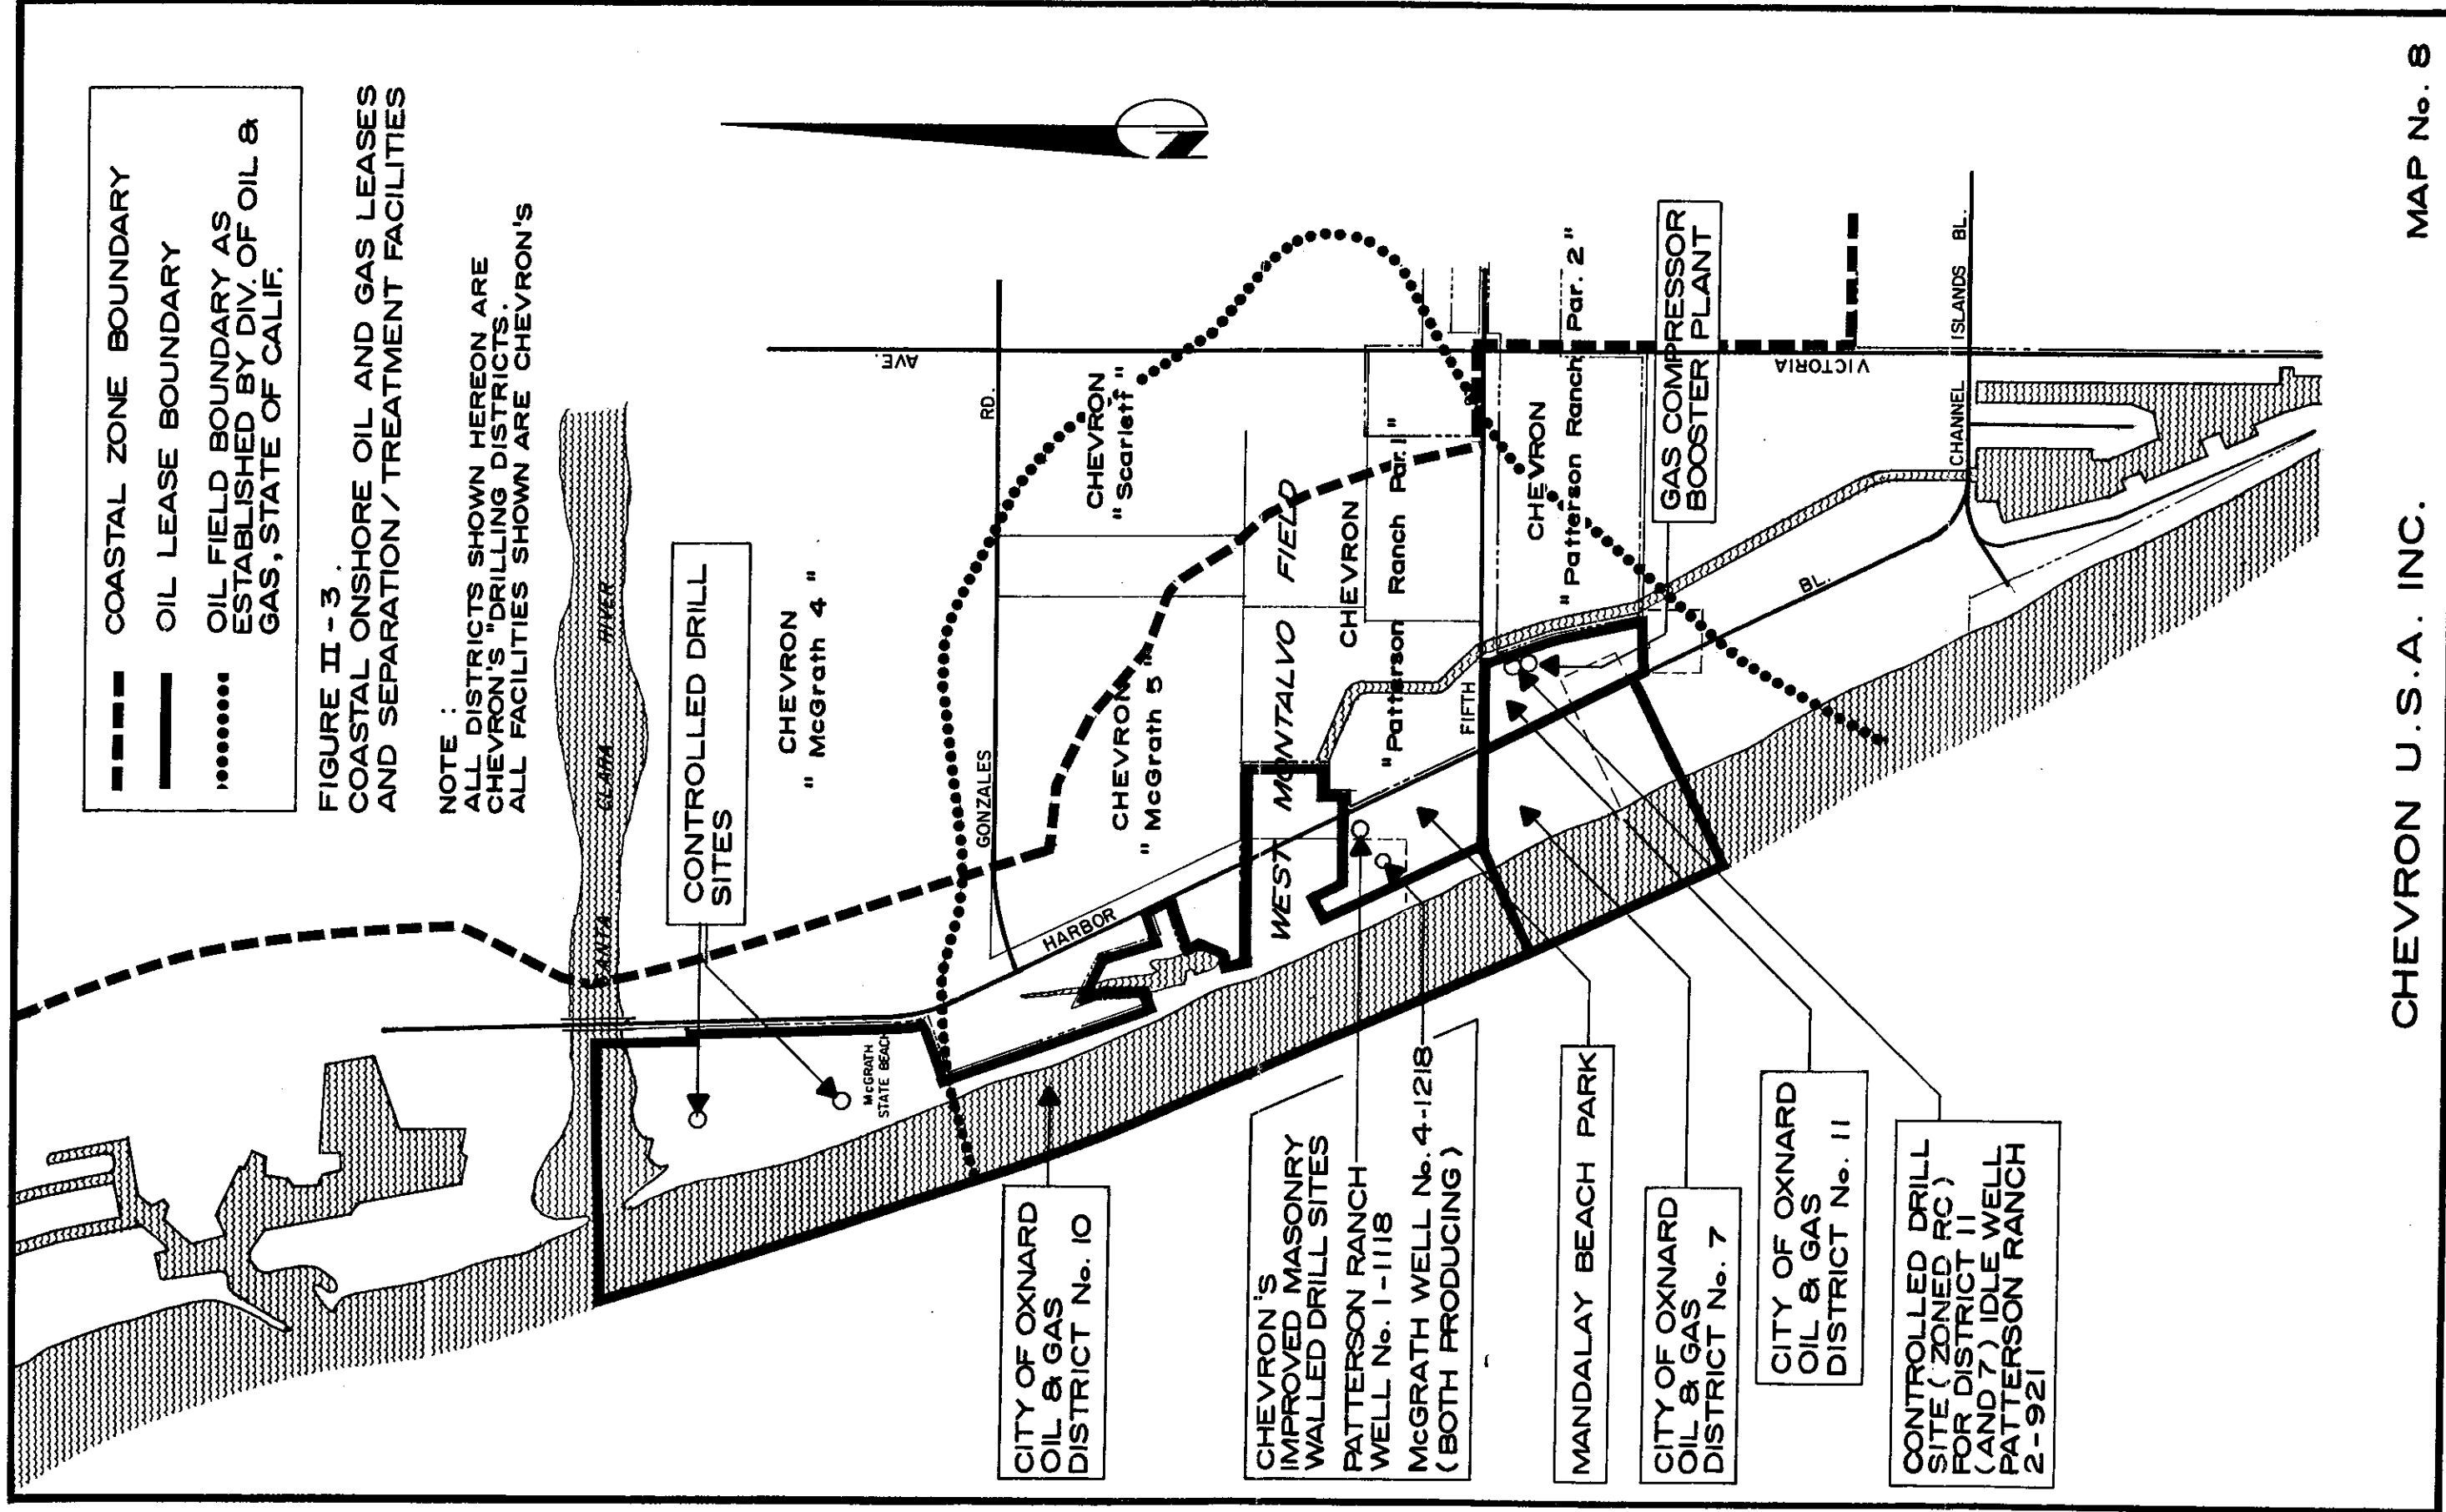 COASTAL ZONE BOUNDARY
OIL LEASE BOUNDARY
OIL FIELD BOUNDARY AS
ESTABLISHED BY DIV. OF OIL &
GAS, STATE OF CALIF.
FIGURE II-3.
COASTAL ONSHORE OIL AND GAS LEASES
AND SEPARATION/TREATMENT FACILITIES
NOTE :
ALL DISTRICTS SHOWN HEREON ARE
CHEVRON'S "DRILLING DISTRICTS.
ALL FACILITIES SHOWN ARE CHEVRON'S
SANTA CLARA RIVER
CONTROLLED DRILL
SITES
CHEVRON
" McGrath 4 "
McGRATH
STATE BEACH
AVE.
GONZALES RD.
HARBOR
CHEVRON
" Scarlett "
CHEVRON
" McGrath 5 "
WEST MONTALVO FIELD
CHEVRON
" Patterson Ranch Par. 1 "
FIFTH
CHEVRON
" Patterson Ranch Par. 2 "
GAS COMPRESSOR
BOOSTER PLANT
VICTORIA
BL.
CHANNEL ISLANDS BL.
CITY OF OXNARD
OIL & GAS
DISTRICT No. 10
CHEVRON'S
IMPROVED MASONRY
WALLED DRILL SITES
PATTERSON RANCH
WELL No. 1-1118
McGRATH WELL No. 4-1218
( BOTH PRODUCING )
MANDALAY BEACH PARK
CITY OF OXNARD
OIL & GAS
DISTRICT No. 7
CITY OF OXNARD
OIL & GAS
DISTRICT No. 11
CONTROLLED DRILL
SITE ( ZONED RC )
FOR DISTRICT 11
(AND 7 ) IDLE WELL
PATTERSON RANCH
2-921
CHEVRON U.S.A. INC.
MAP No. 8